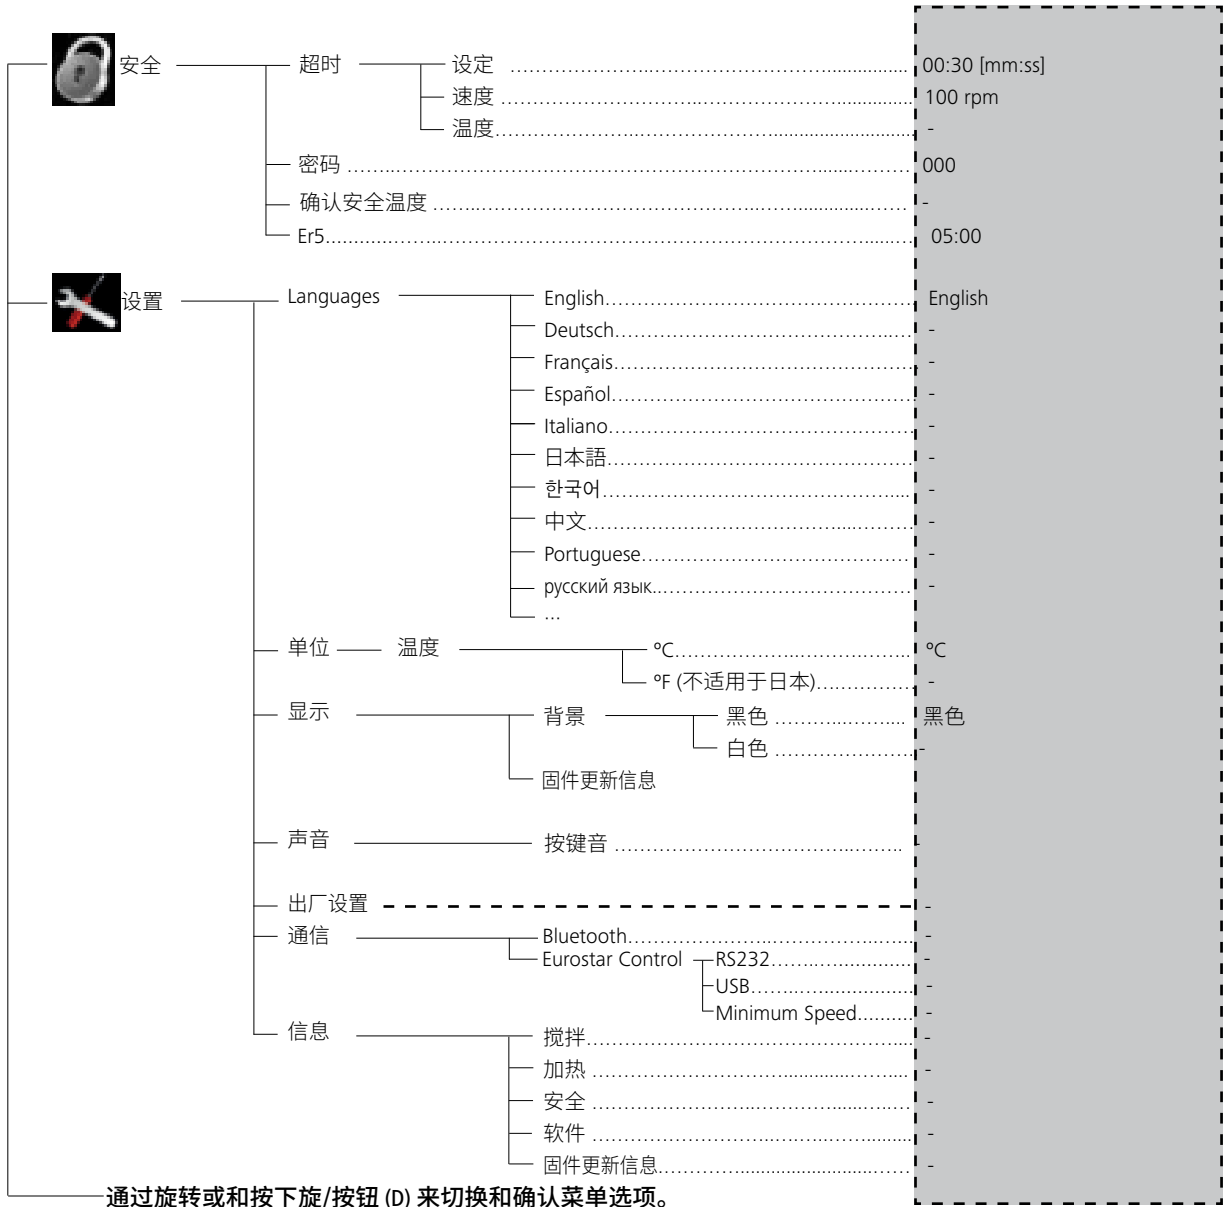 安全 超时 设定 ................ 00:30 [mm:ss]
速度 ................ 100 rpm
温度 ................ -
密码 ................ 000
确认安全温度 ................ -
Er5 ................ 05:00
设置 Languages English ................ English
Deutsch ................ -
Français ................ -
Español ................ -
Italiano ................ -
日本語 ................ -
한국어 ................ -
中文 ................ -
Portuguese ................ -
русский язык ................ -
...
单位 温度 °C ................ °C
°F (不适用于日本) ................ -
显示 背景 黑色 ................ 黑色
白色 ................ -
固件更新信息
声音 按键音 ................ -
出厂设置 -
通信 Bluetooth ................ -
Eurostar Control RS232 ................ -
USB ................ -
Minimum Speed ................ -
信息 搅拌 ................ -
加热 ................ -
安全 ................ -
软件 ................ -
固件更新信息 ................ -
通过旋转或和按下旋/按钮 (D) 来切换和确认菜单选项。